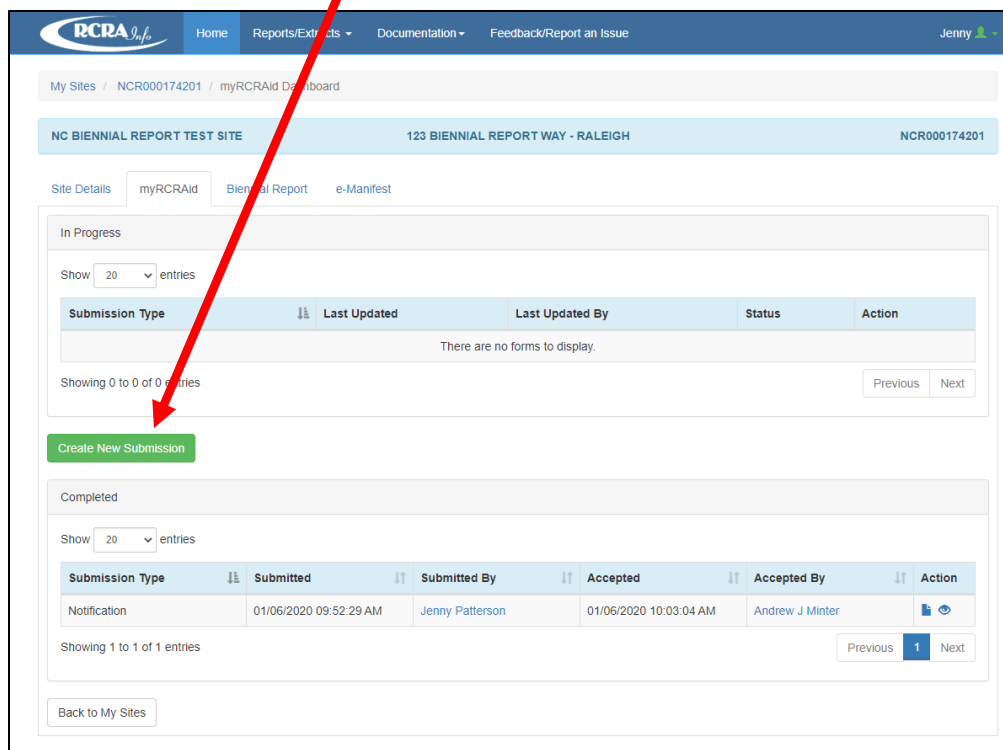 RCRAInfo Home Reports/Extracts Documentation Feedback/Report an Issue Jenny
My Sites / NCR000174201 / myRCRAid Dashboard
NC BIENNIAL REPORT TEST SITE 123 BIENNIAL REPORT WAY - RALEIGH NCR000174201
Site Details myRCRAid Biennial Report e-Manifest
In Progress
Show 20 entries
Submission Type Last Updated Last Updated By Status Action
There are no forms to display.
Showing 0 to 0 of 0 entries Previous Next
Create New Submission
Completed
Show 20 entries
Submission Type Submitted Submitted By Accepted Accepted By Action
Notification 01/06/2020 09:52:29 AM Jenny Patterson 01/06/2020 10:03:04 AM Andrew J Minter
Showing 1 to 1 of 1 entries Previous 1 Next
Back to My Sites